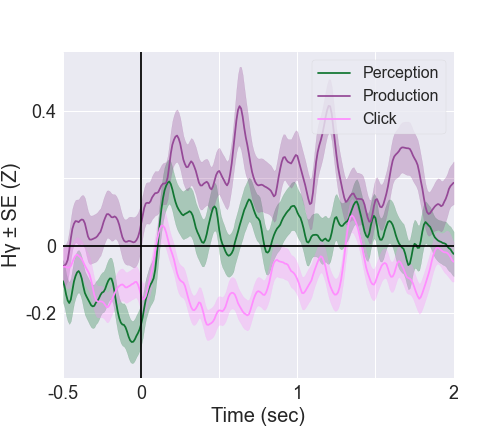 Perception
Production
Click
Hγ ± SE (Z)
0.4
0
-0.2
-0.5 0 1 2
Time (sec)